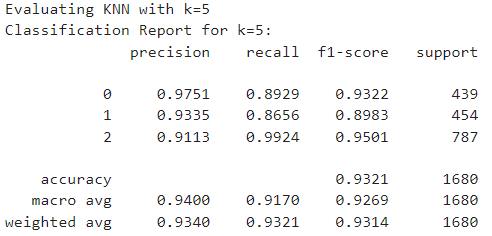 Evaluating KNN with k=5
Classification Report for k=5:
precision recall f1-score support
0 0.9751 0.8929 0.9322 439
1 0.9335 0.8656 0.8983 454
2 0.9113 0.9924 0.9501 787
accuracy 0.9321 1680
macro avg 0.9400 0.9170 0.9269 1680
weighted avg 0.9340 0.9321 0.9314 1680